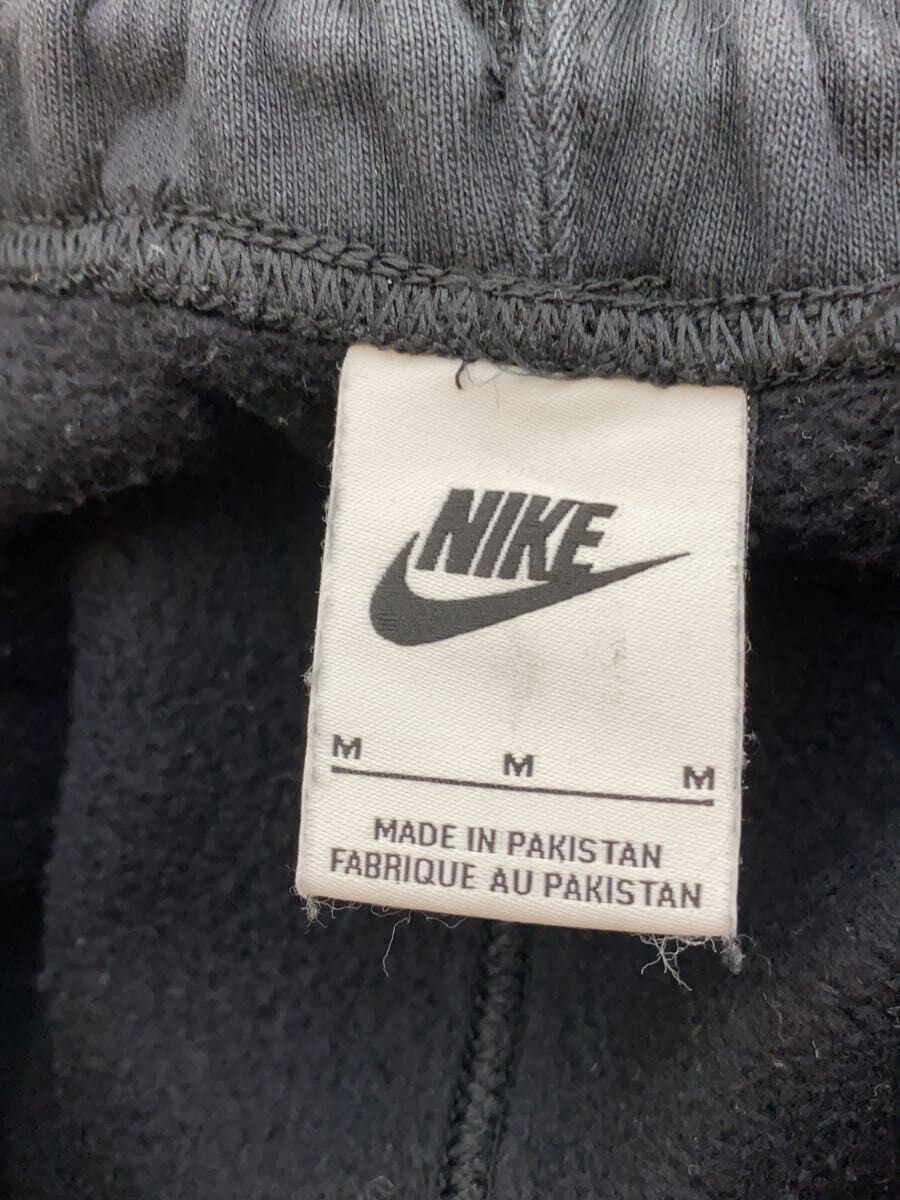 NIKE
M M M
MADE IN PAKISTAN
FABRIQUE AU PAKISTAN